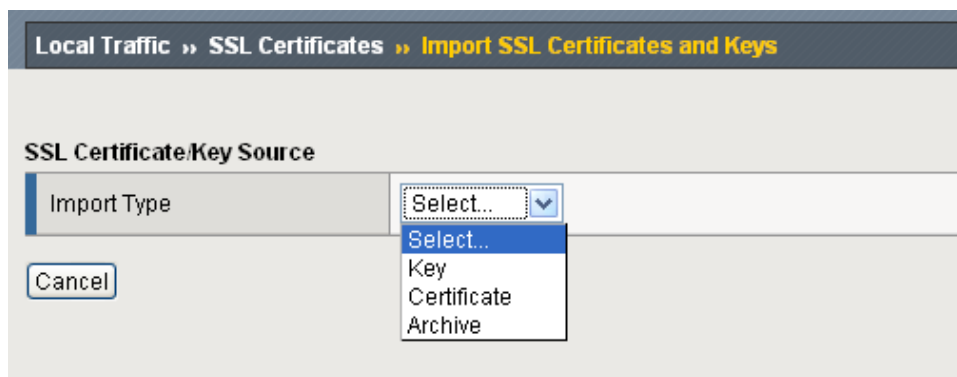 Local Traffic ›› SSL Certificates ›› Import SSL Certificates and Keys
SSL Certificate/Key Source
Import Type
Select...
Select...
Key
Certificate
Archive
Cancel